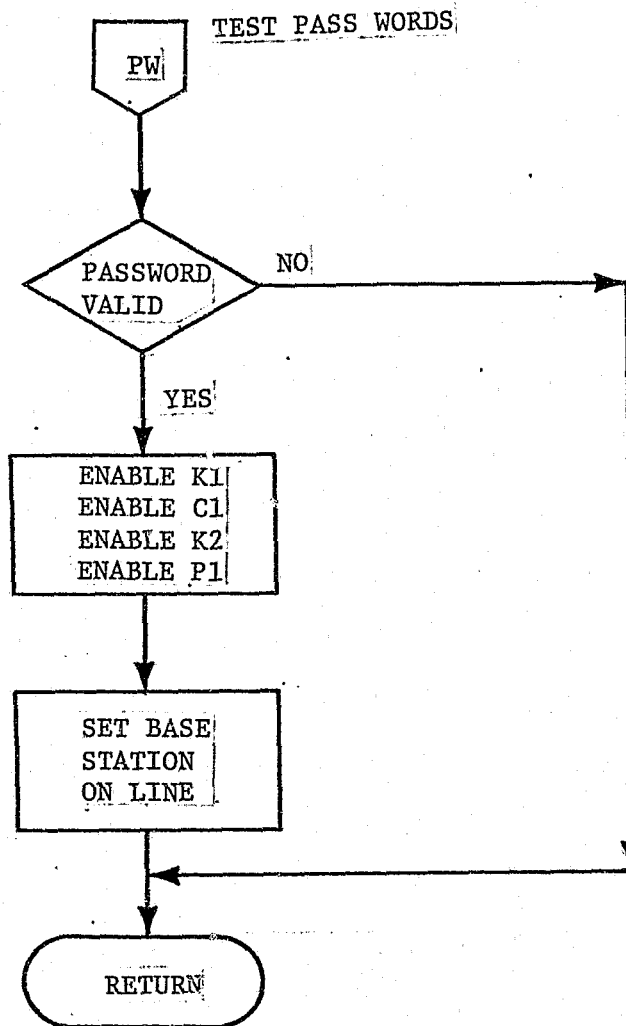 TEST PASS WORDS
PW
PASSWORD
VALID
NO
YES
ENABLE K1
ENABLE C1
ENABLE K2
ENABLE P1
SET BASE
STATION
ON LINE
RETURN